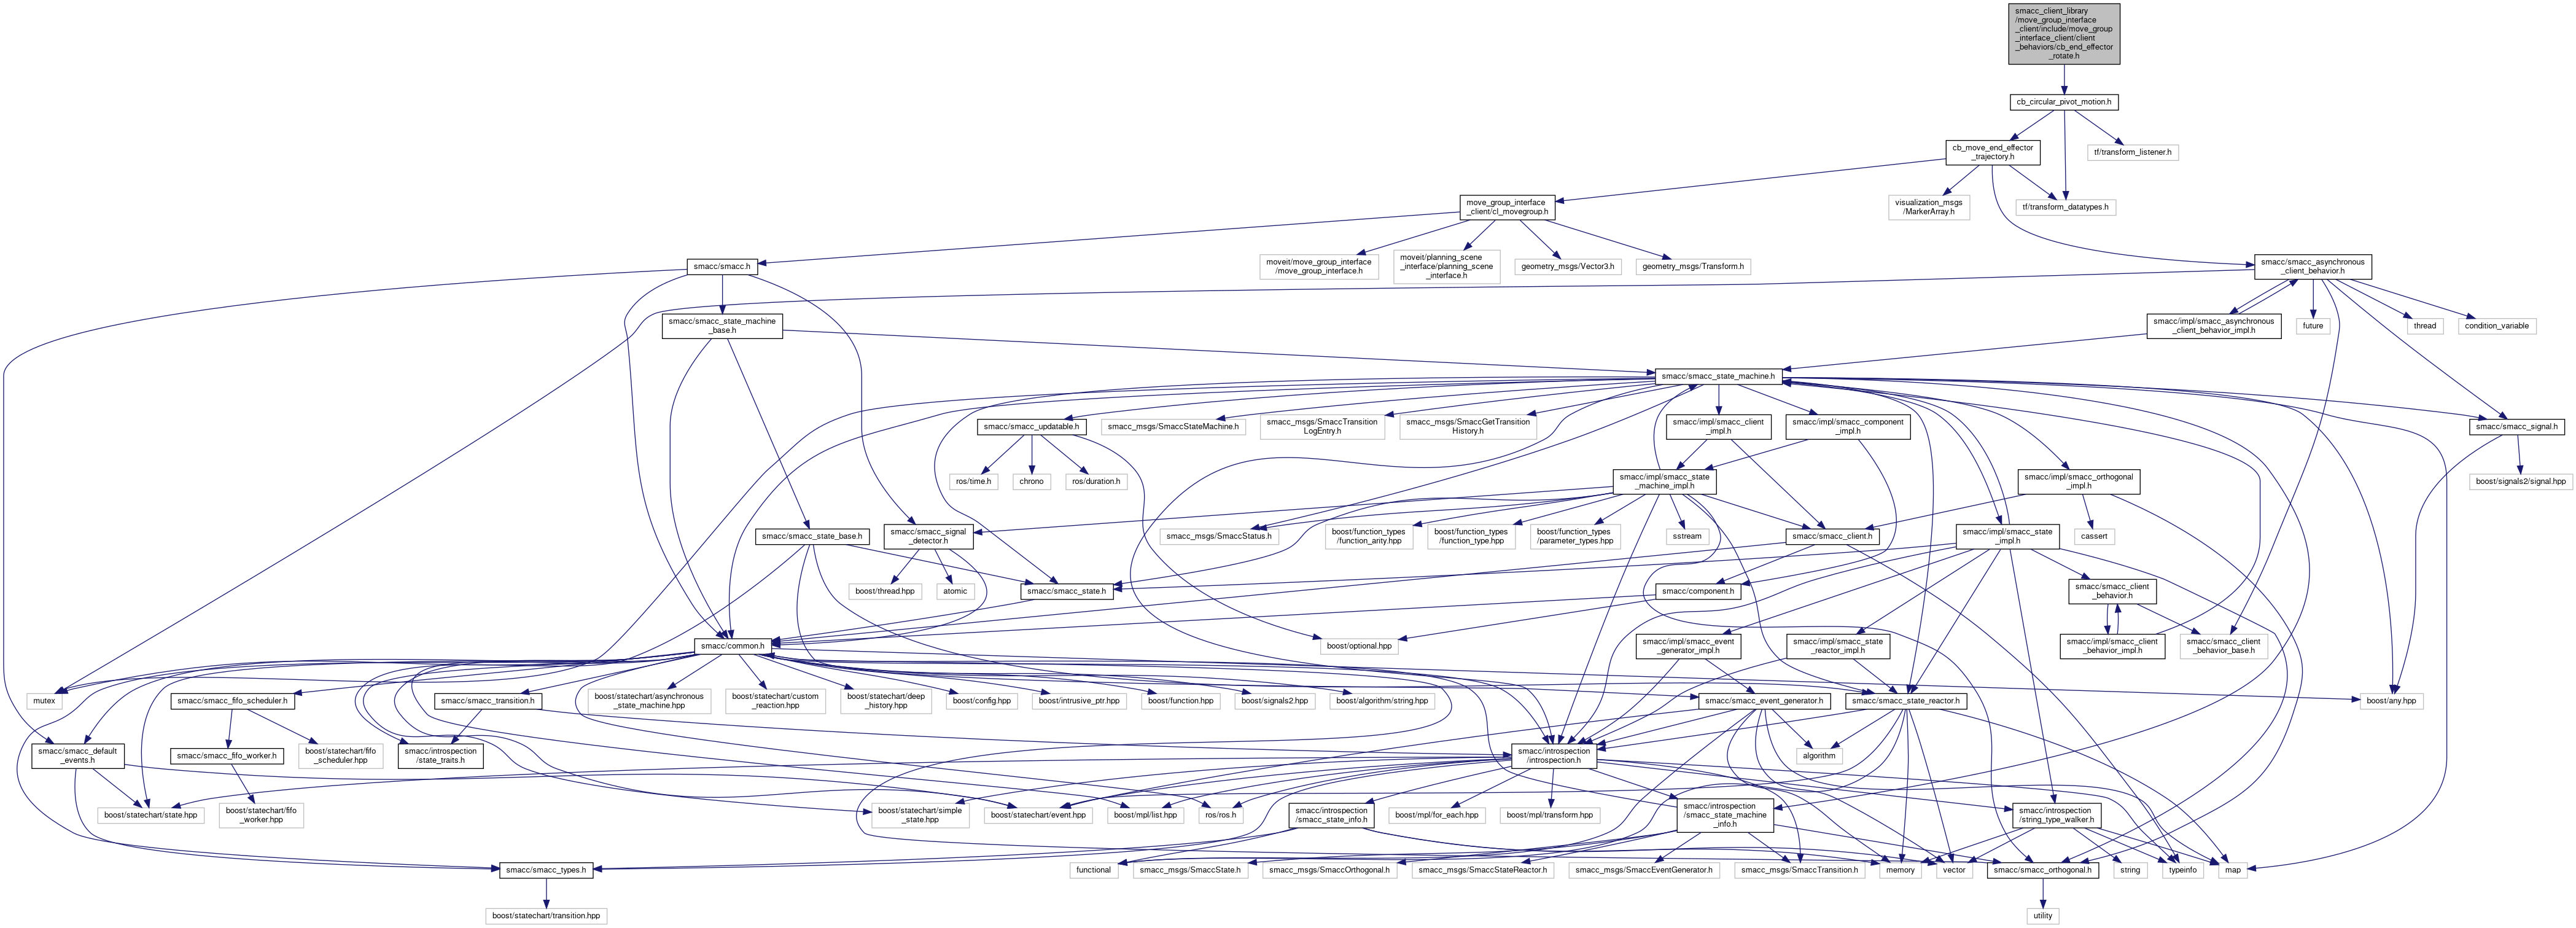 smacc_client_library
/move_group_interface
_client/include/move_group
_interface_client/client
_behaviors/cb_end_effector
_rotate.h
cb_circular_pivot_motion.h
cb_move_end_effector
_trajectory.h
tf/transform_listener.h
move_group_interface
_client/cl_movegroup.h
visualization_msgs
/MarkerArray.h
tf/transform_datatypes.h
smacc/smacc.h
moveit/move_group_interface
/move_group_interface.h
moveit/planning_scene
_interface/planning_scene
_interface.h
geometry_msgs/Vector3.h
geometry_msgs/Transform.h
smacc/smacc_asynchronous
_client_behavior.h
smacc/smacc_state_machine
_base.h
smacc/impl/smacc_asynchronous
_client_behavior_impl.h
future
thread
condition_variable
smacc/smacc_state_machine.h
smacc/smacc_updatable.h
smacc_msgs/SmaccStateMachine.h
smacc_msgs/SmaccTransition
LogEntry.h
smacc_msgs/SmaccGetTransition
History.h
smacc/impl/smacc_client
_impl.h
smacc/impl/smacc_component
_impl.h
smacc/smacc_signal.h
ros/time.h
chrono
ros/duration.h
smacc/impl/smacc_state
_machine_impl.h
smacc/impl/smacc_orthogonal
_impl.h
boost/signals2/signal.hpp
smacc/smacc_state_base.h
smacc/smacc_signal
_detector.h
smacc_msgs/SmaccStatus.h
boost/function_types
/function_arity.hpp
boost/function_types
/function_type.hpp
boost/function_types
/parameter_types.hpp
sstream
smacc/smacc_client.h
smacc/impl/smacc_state
_impl.h
cassert
boost/thread.hpp
atomic
smacc/smacc_state.h
smacc/component.h
smacc/smacc_client
_behavior.h
smacc/common.h
boost/optional.hpp
smacc/impl/smacc_event
_generator_impl.h
smacc/impl/smacc_state
_reactor_impl.h
smacc/impl/smacc_client
_behavior_impl.h
smacc/smacc_client
_behavior_base.h
mutex
smacc/smacc_fifo_scheduler.h
smacc/smacc_transition.h
boost/statechart/asynchronous
_state_machine.hpp
boost/statechart/custom
_reaction.hpp
boost/statechart/deep
_history.hpp
boost/config.hpp
boost/intrusive_ptr.hpp
boost/function.hpp
boost/signals2.hpp
boost/algorithm/string.hpp
smacc/smacc_event_generator.h
smacc/smacc_state_reactor.h
boost/any.hpp
smacc/smacc_default
_events.h
smacc/smacc_fifo_worker.h
boost/statechart/fifo
_scheduler.hpp
smacc/introspection
/state_traits.h
smacc/introspection
/introspection.h
algorithm
boost/statechart/state.hpp
boost/statechart/fifo
_worker.hpp
boost/statechart/simple
_state.hpp
boost/statechart/event.hpp
boost/mpl/list.hpp
ros/ros.h
smacc/introspection
/smacc_state_info.h
boost/mpl/for_each.hpp
boost/mpl/transform.hpp
smacc/introspection
/smacc_state_machine
_info.h
smacc/introspection
/string_type_walker.h
smacc/smacc_types.h
functional
smacc_msgs/SmaccState.h
smacc_msgs/SmaccOrthogonal.h
smacc_msgs/SmaccStateReactor.h
smacc_msgs/SmaccEventGenerator.h
smacc_msgs/SmaccTransition.h
memory
vector
smacc/smacc_orthogonal.h
string
typeinfo
map
boost/statechart/transition.hpp
utility